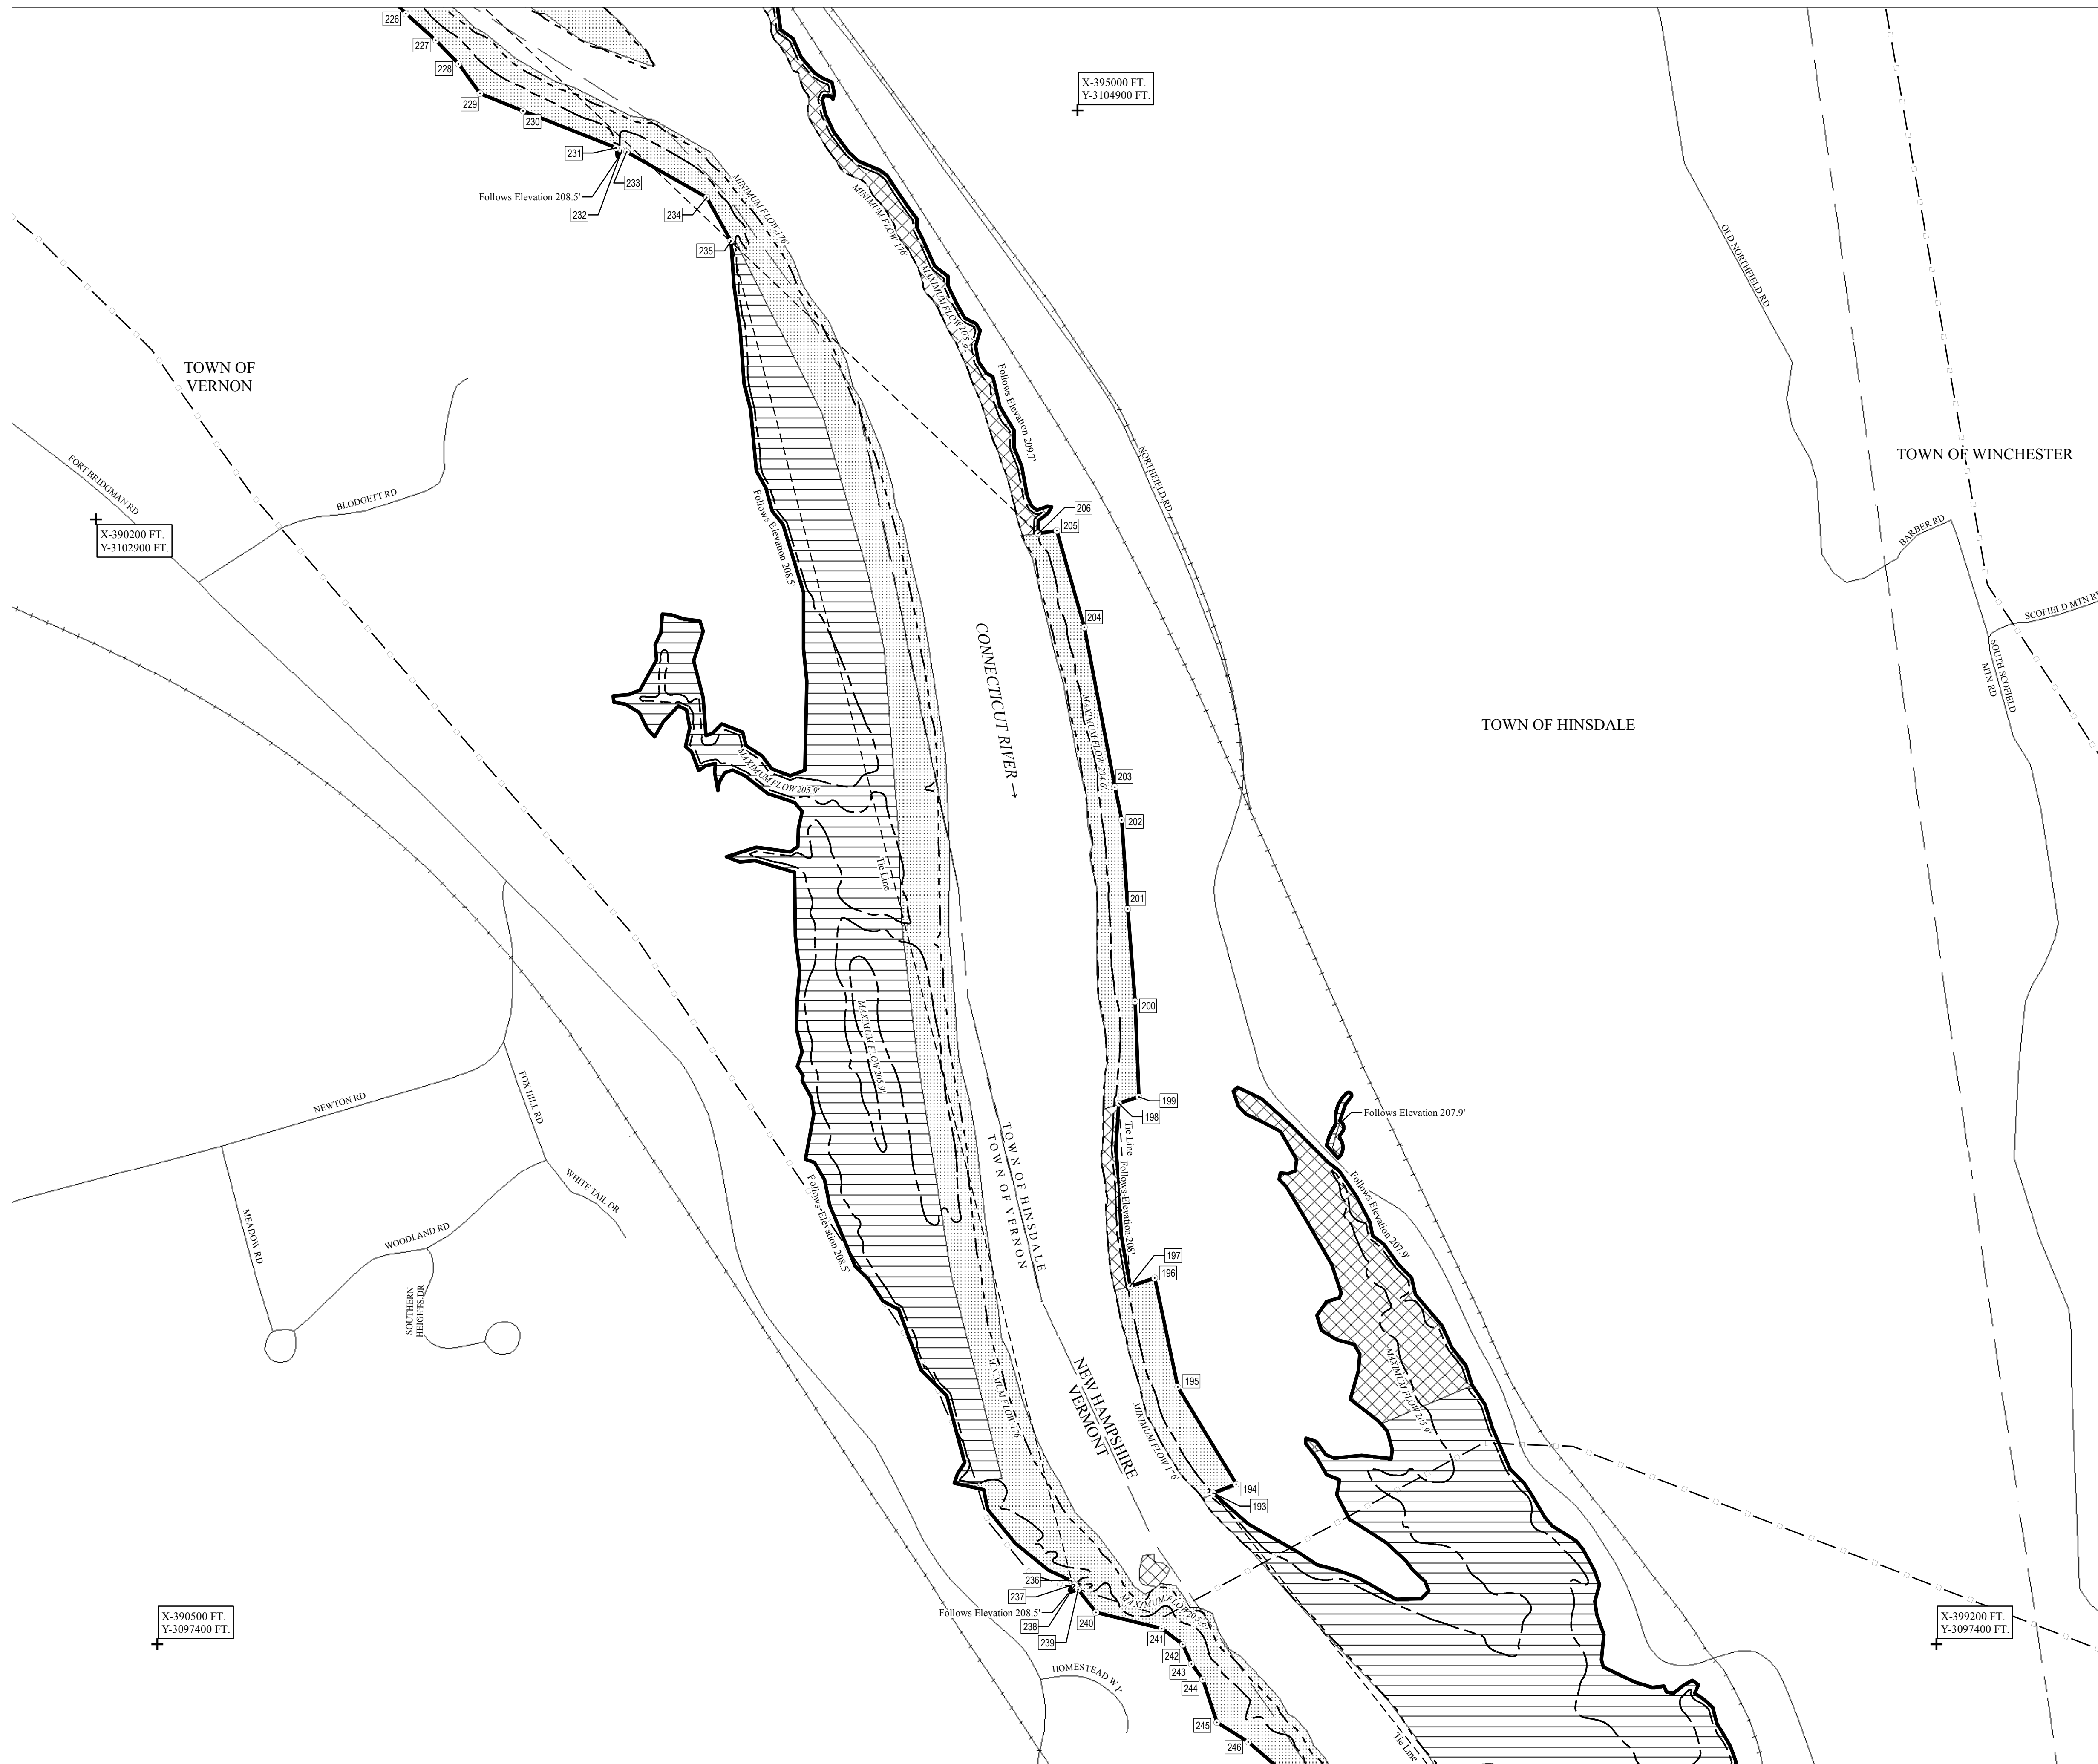 226
227
228
229
230
231
233
232
Follows Elevation 208.5'
234
235
MINIMUM FLOW 176'
MINIMUM FLOW 176'
X-395000 FT.
Y-3104900 FT.
MAXIMUM FLOW 205.9'
Follows Elevation 209.7'
OLD NORTHFIELD RD
TOWN OF
VERNON
FORT BRIDGMAN RD
BLODGETT RD
X-390200 FT.
Y-3102900 FT.
Follows Elevation 208.5'
206
205
NORTHFIELD RD
TOWN OF WINCHESTER
BARBER RD
SCOFIELD MTN RD
SOUTH SCOFIELD
MTN RD
204
CONNECTICUT RIVER →
MAXIMUM FLOW 204.6'
TOWN OF HINSDALE
203
202
MAXIMUM FLOW 205.9'
Tie Line
201
200
MAXIMUM FLOW 205.9'
199
198
Tie Line
Follows Elevation 208'
Follows Elevation 207.9'
Follows Elevation 207.9'
NEWTON RD
FOX HILL RD
WHITE TAIL DR
MEADOW RD
WOODLAND RD
SOUTHERN
HEIGHTS DR
TOWN OF HINSDALE
TOWN OF VERNON
Follows Elevation 208.5'
197
196
195
MAXIMUM FLOW 205.9'
MINIMUM FLOW 176'
NEW HAMPSHIRE
VERMONT
MINIMUM FLOW 176'
194
193
236
237
Follows Elevation 208.5'
238
239
240
MAXIMUM FLOW 205.9'
241
242
243
244
245
246
HOMESTEAD WY
Tie Line
X-390500 FT.
Y-3097400 FT.
X-399200 FT.
Y-3097400 FT.